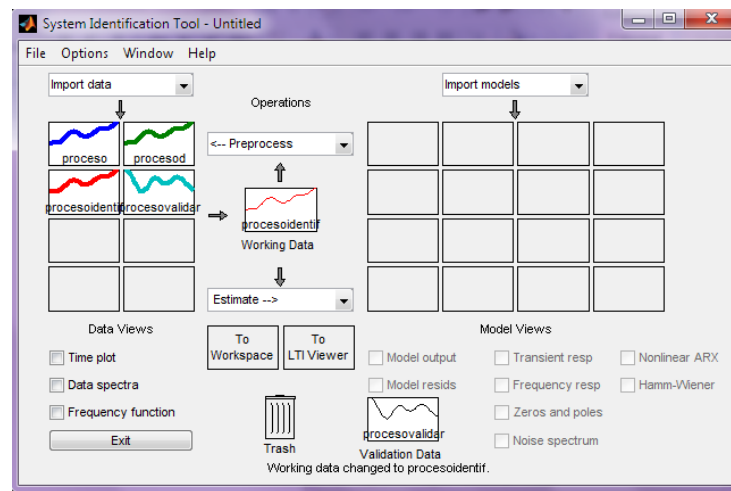 System Identification Tool - Untitled
File Options Window Help
Import data
Import models
Operations
<-- Preprocess
proceso
procesod
procesoidentif
procesovalidar
procesoidentif
Working Data
Estimate -->
Data Views
Time plot
Data spectra
Frequency function
Exit
To
Workspace
To
LTI Viewer
Model Views
Model output
Transient resp
Nonlinear ARX
Model resids
Frequency resp
Hamm-Wiener
Zeros and poles
Noise spectrum
Trash
procesovalidar
Validation Data
Working data changed to procesoidentif.